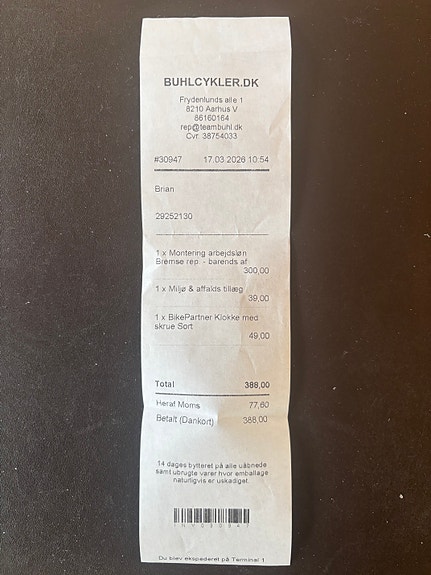 BUHLCYKLER.DK
Frydenlunds alle 1
8210 Aarhus V
86160164
rep@teambuhl.dk
Cvr. 38754033
#30947 17.03.2026 10:54
Brian
29252130
1 x Montering arbejdsløn
Bremse rep. - barends af
300,00
1 x Miljø & affalds tillæg
39,00
1 x BikePartner Klokke med
skrue Sort
49,00
Total 388,00
Heraf Moms 77,60
Betalt (Dankort) 388,00
14 dages bytteret på alle uåbnede
samt ubrugte varer hvor emballage
naturligvis er uskadiget.
Du blev ekspederet på Terminal 1